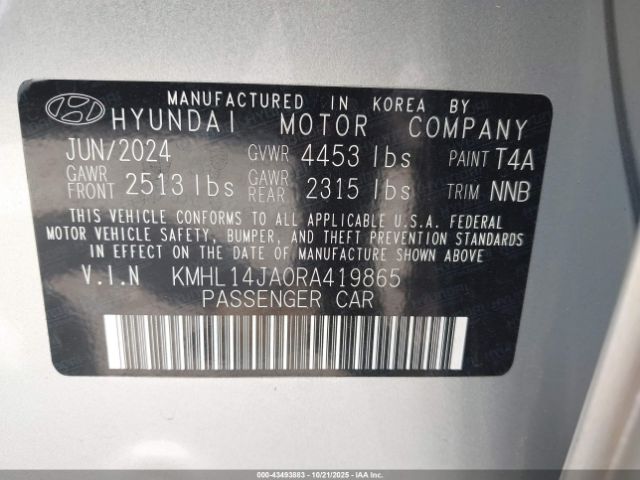 MANUFACTURED IN KOREA BY
HYUNDAI MOTOR COMPANY
JUN/2024 GVWR 4453 lbs PAINT T4A
GAWR FRONT 2513 lbs GAWR REAR 2315 lbs TRIM NNB
THIS VEHICLE CONFORMS TO ALL APPLICABLE U.S.A. FEDERAL
MOTOR VEHICLE SAFETY, BUMPER, AND THEFT PREVENTION STANDARDS
IN EFFECT ON THE DATE OF MANUFACTURE SHOWN ABOVE
V.I.N KMHL14JA0RA419865
PASSENGER CAR
000-43493883 | 10/21/2025 | IAAI.COM